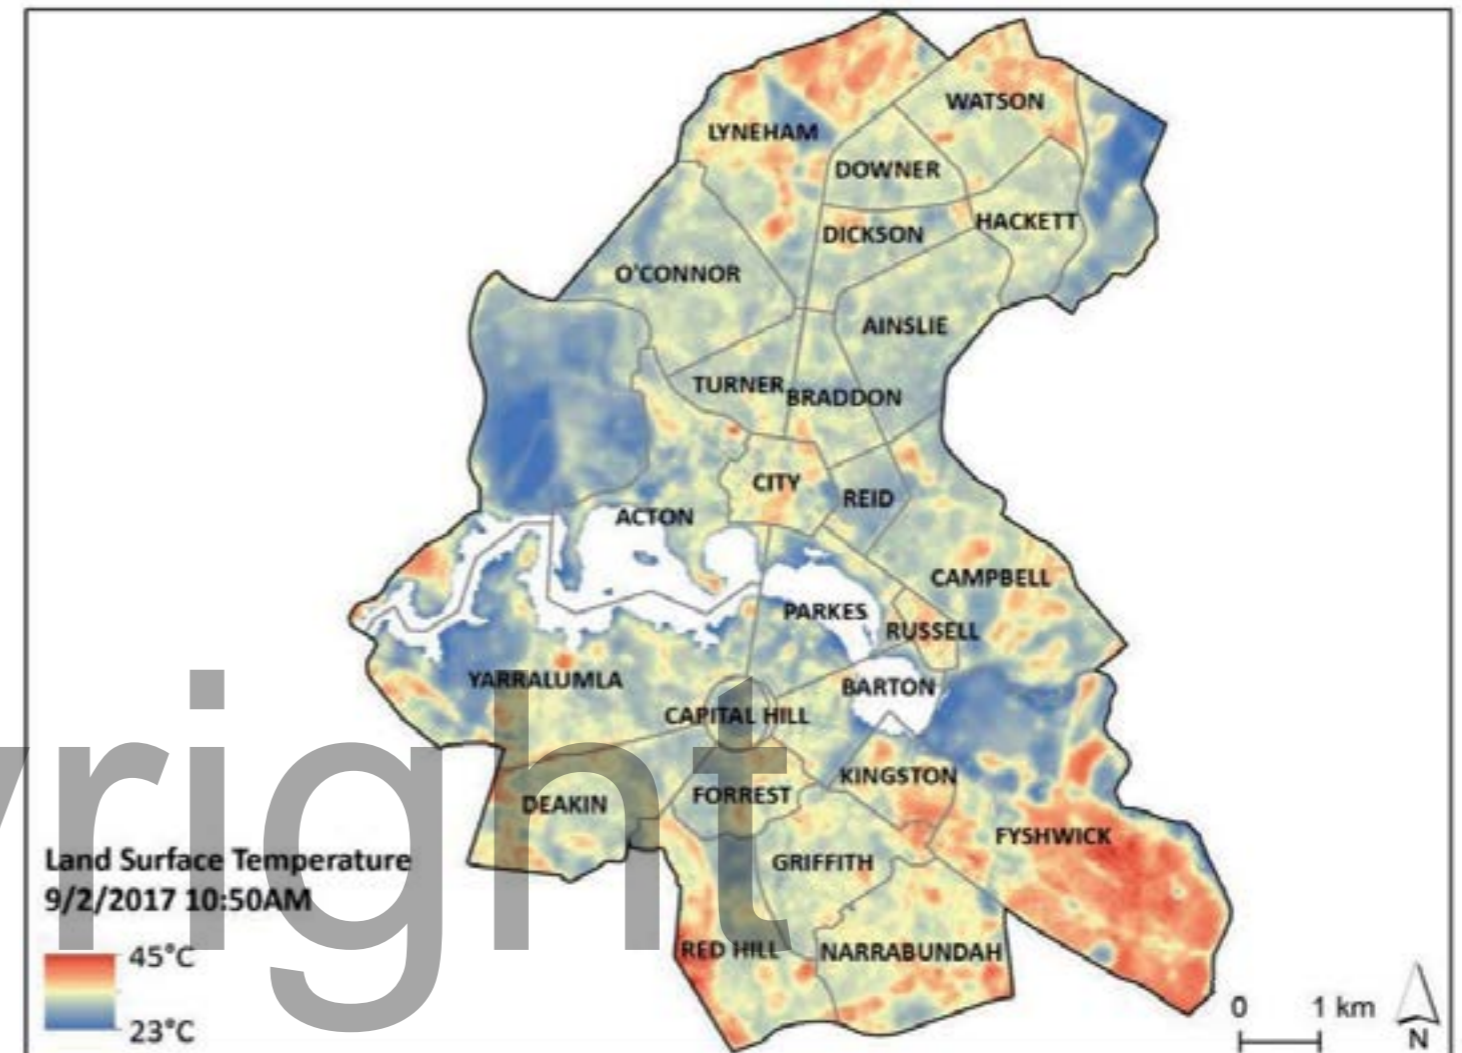 WATSON
LYNEHAM
DOWNER
HACKETT
DICKSON
O'CONNOR
AINSLIE
TURNER
BRADDON
CITY
REID
ACTON
CAMPBELL
PARKES
RUSSELL
YARRALUMLA
BARTON
CAPITAL HILL
KINGSTON
DEAKIN
FORREST
FYSHWICK
GRIFFITH
RED HILL
NARRABUNDAH
yright
Land Surface Temperature
9/2/2017 10:50AM
45°C
23°C
0 1 km
N